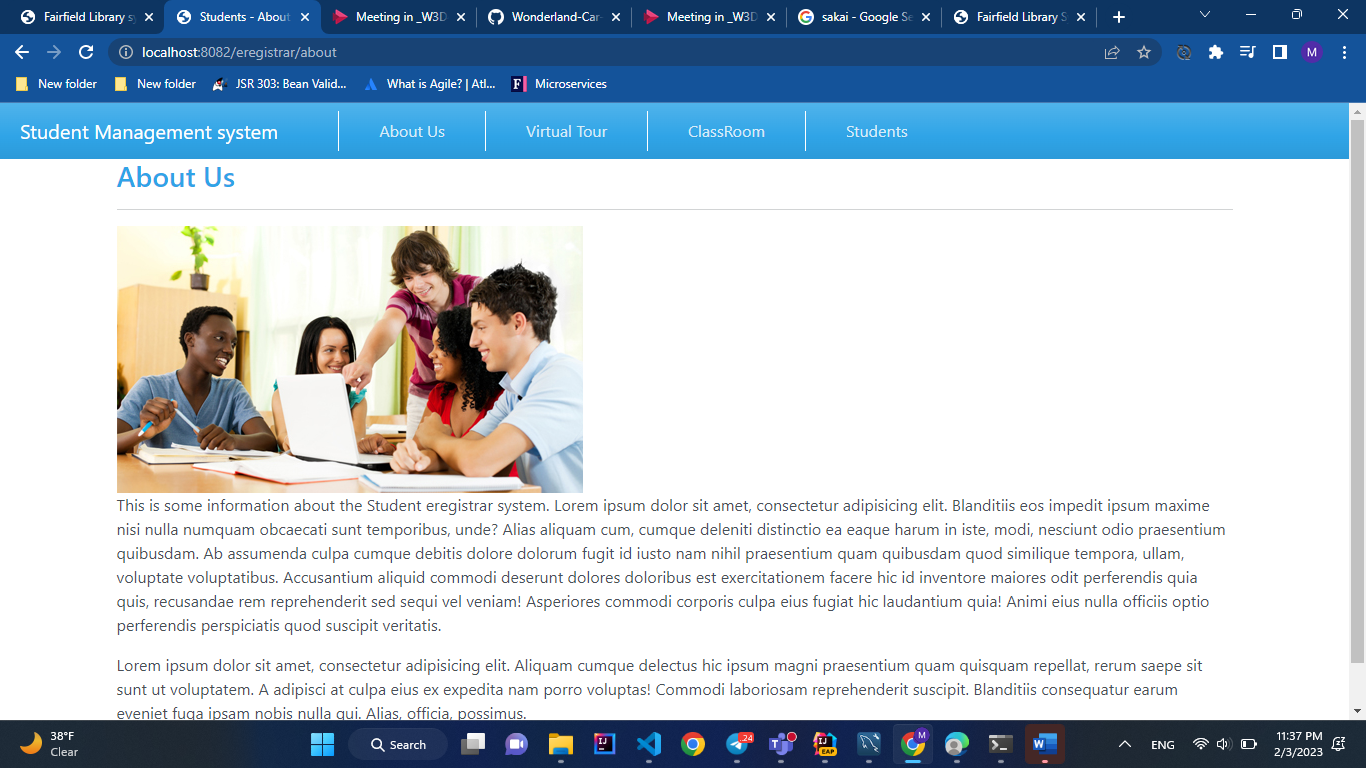 Fairfield Library sy
Students - About
Meeting in _W3D
Wonderland-Car-
Meeting in _W3D
sakai - Google Se
Fairfield Library S
localhost:8082/eregistrar/about
M
New folder
New folder
JSR 303: Bean Valid...
What is Agile? | Atl...
Microservices
Student Management system
About Us
Virtual Tour
ClassRoom
Students
About Us
This is some information about the Student eregistrar system. Lorem ipsum dolor sit amet, consectetur adipisicing elit. Blanditiis eos impedit ipsum maxime
nisi nulla numquam obcaecati sunt temporibus, unde? Alias aliquam cum, cumque deleniti distinctio ea eaque harum in iste, modi, nesciunt odio praesentium
quibusdam. Ab assumenda culpa cumque debitis dolore dolorum fugit id iusto nam nihil praesentium quam quibusdam quod similique tempora, ullam,
voluptate voluptatibus. Accusantium aliquid commodi deserunt dolores doloribus est exercitationem facere hic id inventore maiores odit perferendis quia
quis, recusandae rem reprehenderit sed sequi vel veniam! Asperiores commodi corporis culpa eius fugiat hic laudantium quia! Animi eius nulla officiis optio
perferendis perspiciatis quod suscipit veritatis.
Lorem ipsum dolor sit amet, consectetur adipisicing elit. Aliquam cumque delectus hic ipsum magni praesentium quam quisquam repellat, rerum saepe sit
sunt ut voluptatem. A adipisci at culpa eius ex expedita nam porro voluptas! Commodi laboriosam reprehenderit suscipit. Blanditiis consequatur earum
eveniet fuga ipsam nobis nulla qui. Alias, officia, possimus.
38°F
Clear
Search
24
EAP
M
ENG
11:37 PM
2/3/2023